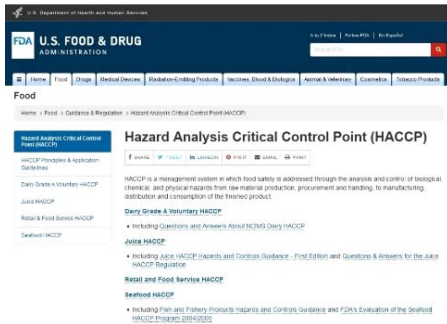 U.S. Department of Health and Human Services
FDA U.S. FOOD & DRUG
ADMINISTRATION
A to Z Index | Follow FDA | En Español
Home Food Drugs Medical Devices Radiation-Emitting Products Vaccines, Blood & Biologics Animal & Veterinary Cosmetics Tobacco Products
Food
Home > Food > Guidance & Regulation > Hazard Analysis Critical Control Point (HACCP)
Hazard Analysis Critical Control
Point (HACCP)
HACCP Principles & Application
Guidelines
Dairy Grade A Voluntary HACCP
Juice HACCP
Retail & Food Service HACCP
Seafood HACCP
Hazard Analysis Critical Control Point (HACCP)
SHARE TWEET LINKEDIN PIN IT EMAIL PRINT
HACCP is a management system in which food safety is addressed through the analysis and control of biological,
chemical, and physical hazards from raw material production, procurement and handling, to manufacturing,
distribution and consumption of the finished product.
Dairy Grade A Voluntary HACCP
• Including Questions and Answers About NCIMS Dairy HACCP
Juice HACCP
• Including Juice HACCP Hazards and Controls Guidance - First Edition and Questions & Answers for the Juice
HACCP Regulation
Retail and Food Service HACCP
Seafood HACCP
• Including Fish and Fishery Products Hazards and Controls Guidance and FDA's Evaluation of the Seafood
HACCP Program 2004/2005